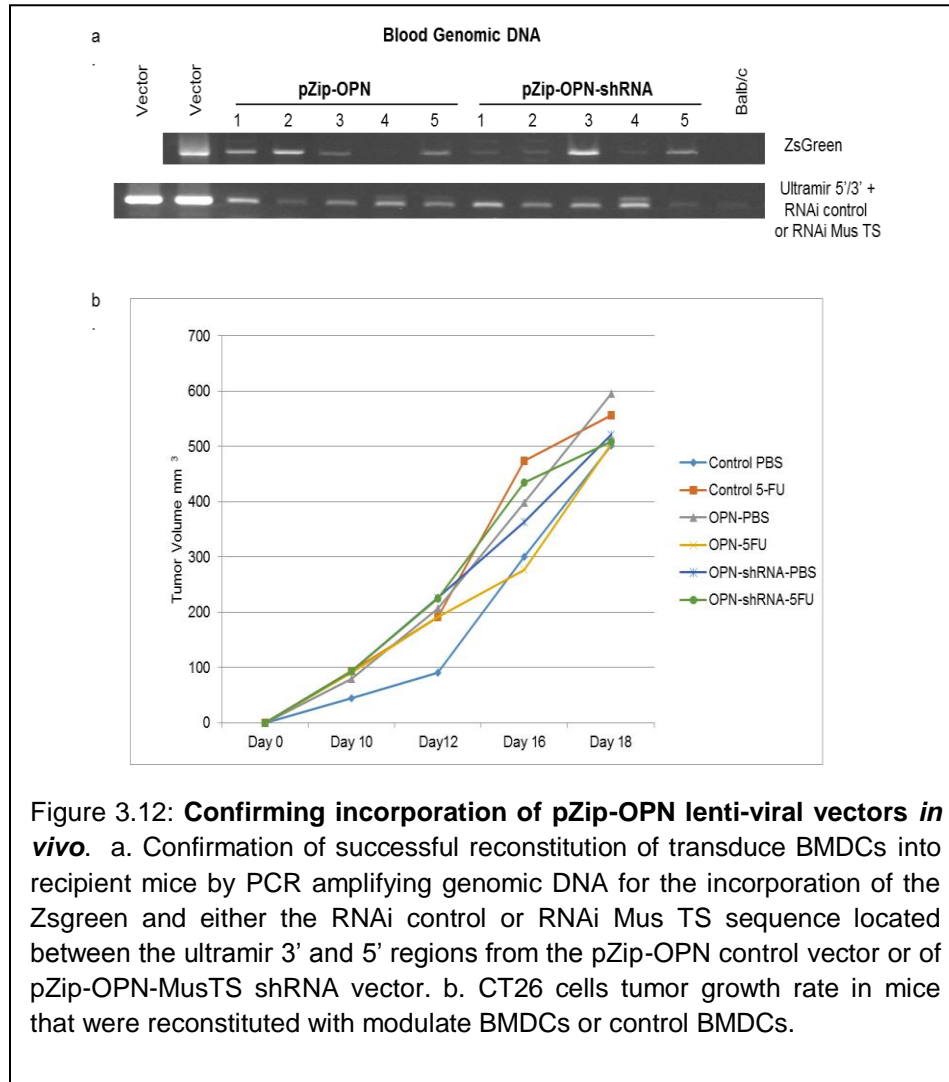 a
.
Blood Genomic DNA
Vector
Vector
pZip-OPN
pZip-OPN-shRNA
Balb/c
1 2 3 4 5 1 2 3 4 5
ZsGreen
Ultramir 5’/3’ +
RNAi control
or RNAi Mus TS
b
.
Tumor Volume mm ³
700
600
500
400
300
200
100
0
Day 0 Day 10 Day12 Day 16 Day 18
Control PBS
Control 5-FU
OPN-PBS
OPN-5FU
OPN-shRNA-PBS
OPN-shRNA-5FU
Figure 3.12: Confirming incorporation of pZip-OPN lenti-viral vectors in
vivo. a. Confirmation of successful reconstitution of transduce BMDCs into
recipient mice by PCR amplifying genomic DNA for the incorporation of the
Zsgreen and either the RNAi control or RNAi Mus TS sequence located
between the ultramir 3’ and 5’ regions from the pZip-OPN control vector or of
pZip-OPN-MusTS shRNA vector. b. CT26 cells tumor growth rate in mice
that were reconstituted with modulate BMDCs or control BMDCs.